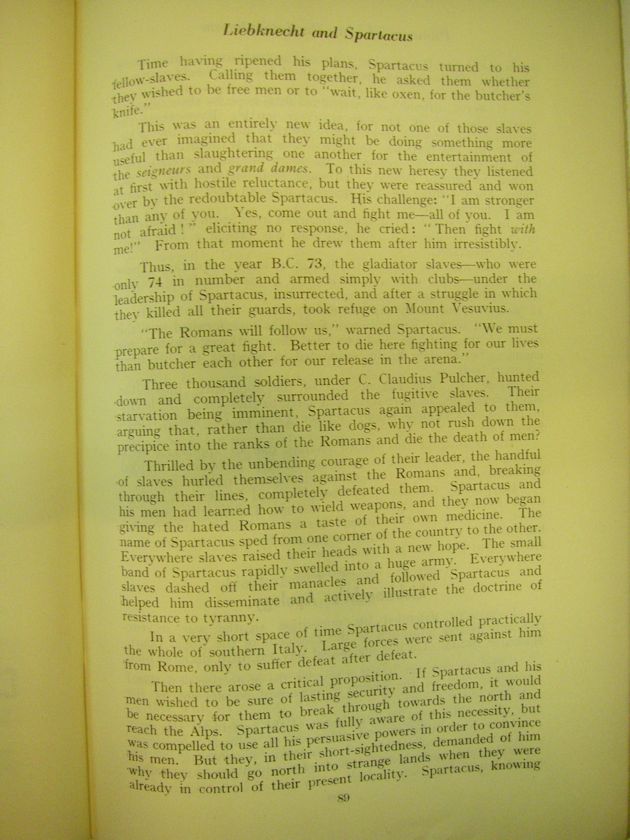 Liebknecht and Spartacus
Time having ripened his plans, Spartacus turned to his
fellow-slaves. Calling them together, he asked them whether
they wished to be free men or to "wait, like oxen, for the butcher's
knife."
This was an entirely new idea, for not one of those slaves
had ever imagined that they might be doing something more
useful than slaughtering one another for the entertainment of
the seigneurs and grand dames. To this new heresy they listened
at first with hostile reluctance, but they were reassured and won
over by the redoubtable Spartacus. His challenge: "I am stronger
than any of you. Yes, come out and fight me—all of you. I am
not afraid!" eliciting no response, he cried: "Then fight with
me!" From that moment he drew them after him irresistibly.
Thus, in the year B.C. 73, the gladiator slaves—who were
only 74 in number and armed simply with clubs—under the
leadership of Spartacus, insurrected, and after a struggle in which
they killed all their guards, took refuge on Mount Vesuvius.
"The Romans will follow us," warned Spartacus. "We must
prepare for a great fight. Better to die here fighting for our lives
than butcher each other for our release in the arena."
Three thousand soldiers, under C. Claudius Pulcher, hunted
down and completely surrounded the fugitive slaves. Their
starvation being imminent, Spartacus again appealed to them,
arguing that, rather than die like dogs, why not rush down the
precipice into the ranks of the Romans and die the death of men?
Thrilled by the unbending courage of their leader, the handful
of slaves hurled themselves against the Romans and, breaking
through their lines, completely defeated them. Spartacus and
his men had learned how to wield weapons, and they now began
giving the hated Romans a taste of their own medicine. The
name of Spartacus sped from one corner of the country to the other.
Everywhere slaves raised their heads with a new hope. The small
band of Spartacus rapidly swelled into a huge army. Everywhere
slaves dashed off their manacles and followed Spartacus and
helped him disseminate and actively illustrate the doctrine of
resistance to tyranny.
In a very short space of time Spartacus controlled practically
the whole of southern Italy. Large forces were sent against him
from Rome, only to suffer defeat after defeat.
Then there arose a critical proposition. If Spartacus and his
men wished to be sure of lasting security and freedom, it would
be necessary for them to break through towards the north and
reach the Alps. Spartacus was fully aware of this necessity, but
was compelled to use all his persuasive powers in order to convince
his men. But they, in their short-sightedness, demanded of him
why they should go north into strange lands when they were
already in control of their present locality. Spartacus, knowing
89